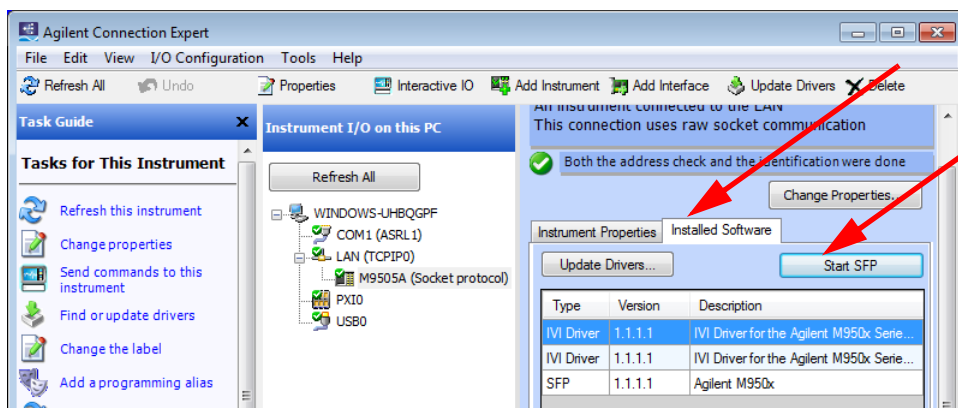 Agilent Connection Expert
File Edit View I/O Configuration Tools Help
Refresh All Undo Properties Interactive IO Add Instrument Add Interface Update Drivers Delete
Task Guide
Tasks for This Instrument
Refresh this instrument
Change properties
Send commands to this
instrument
Find or update drivers
Change the label
Add a programming alias
Instrument I/O on this PC
Refresh All
WINDOWS-UHBQGPF
COM1 (ASRL1)
LAN (TCPIP0)
M9505A (Socket protocol)
PXI0
USB0
An instrument connected to the LAN
This connection uses raw socket communication
Both the address check and the identification were done
Change Properties...
Instrument Properties Installed Software
Update Drivers... Start SFP
Type Version Description
IVI Driver 1.1.1.1 IVI Driver for the Agilent M950x Serie...
IVI Driver 1.1.1.1 IVI Driver for the Agilent M950x Serie...
SFP 1.1.1.1 Agilent M950x